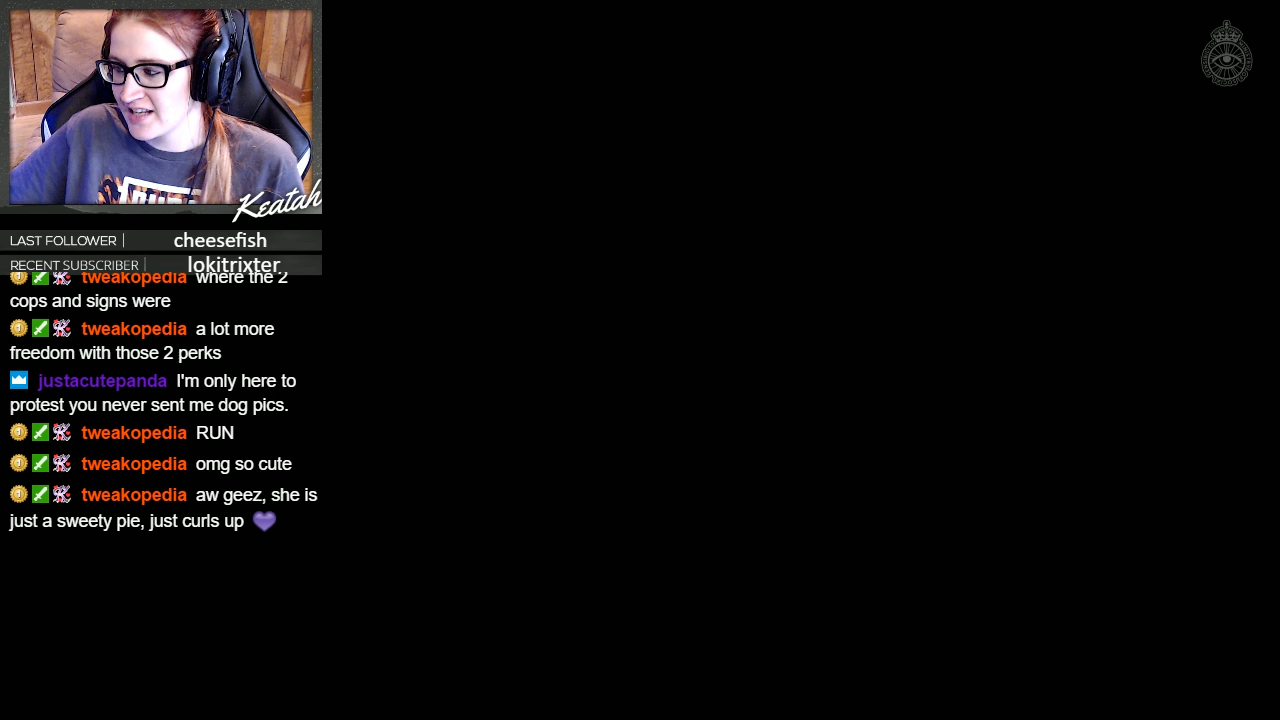 Keatah
LAST FOLLOWER | cheesefish
RECENT SUBSCRIBER | lokitrixter
tweakopedia where the 2
cops and signs were
tweakopedia a lot more
freedom with those 2 perks
justacutepanda I'm only here to
protest you never sent me dog pics.
tweakopedia RUN
tweakopedia omg so cute
tweakopedia aw geez, she is
just a sweety pie, just curls up